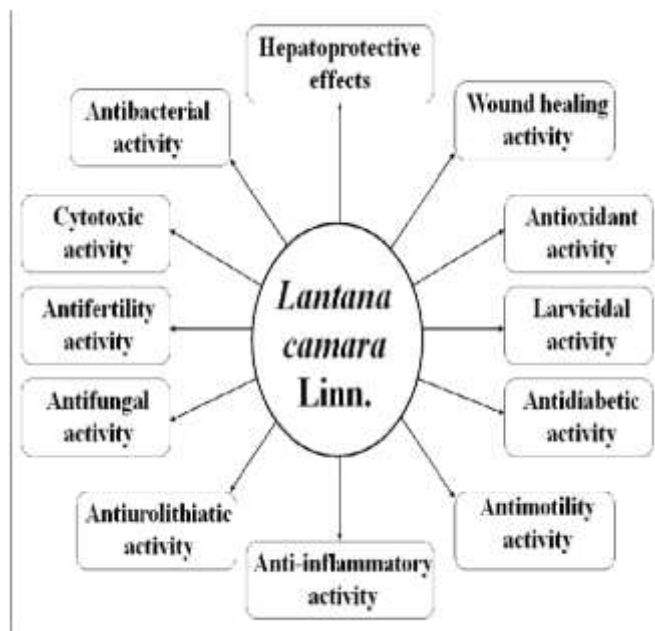 Hepatoprotective
effects
Antibacterial
activity
Wound healing
activity
Cytotoxic
activity
Antioxidant
activity
Lantana
camara
Linn.
Antifertility
activity
Larvicidal
activity
Antifungal
activity
Antidiabetic
activity
Antiurolithiatic
activity
Antimotility
activity
Anti-inflammatory
activity